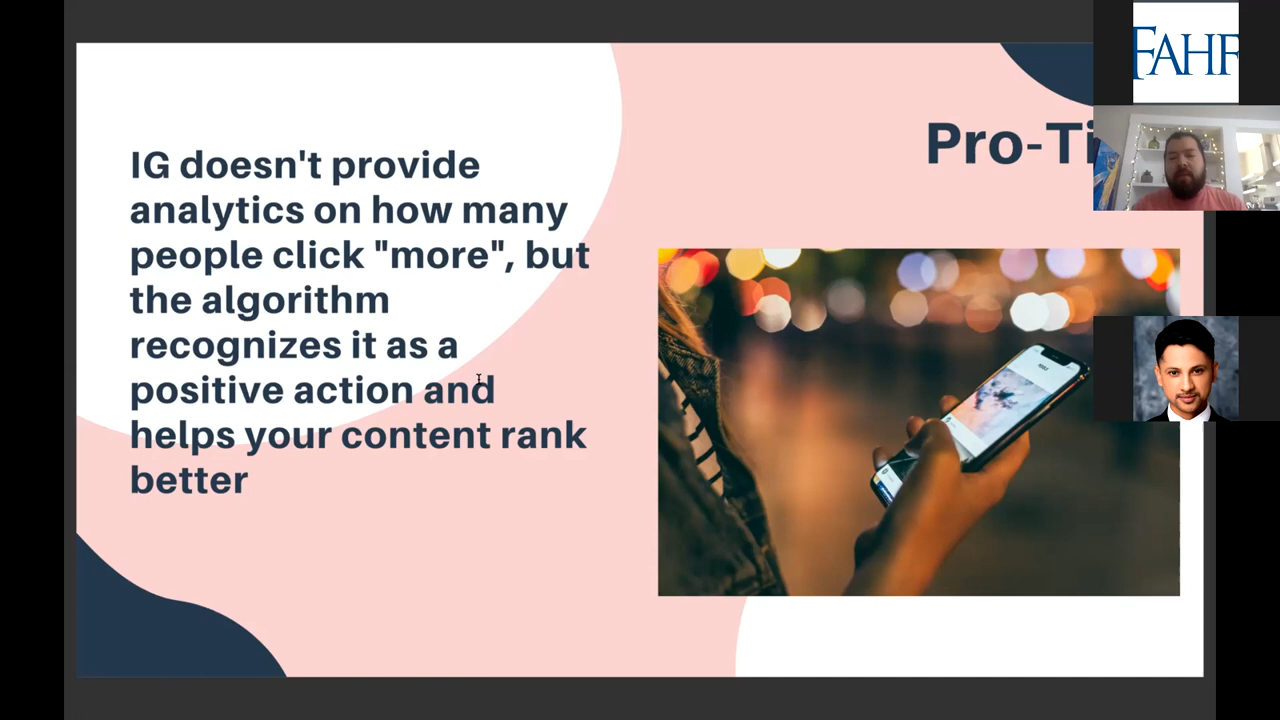 IG doesn't provide
analytics on how many
people click "more", but
the algorithm
recognizes it as a
positive action and
helps your content rank
better
Pro-Ti
FAHF